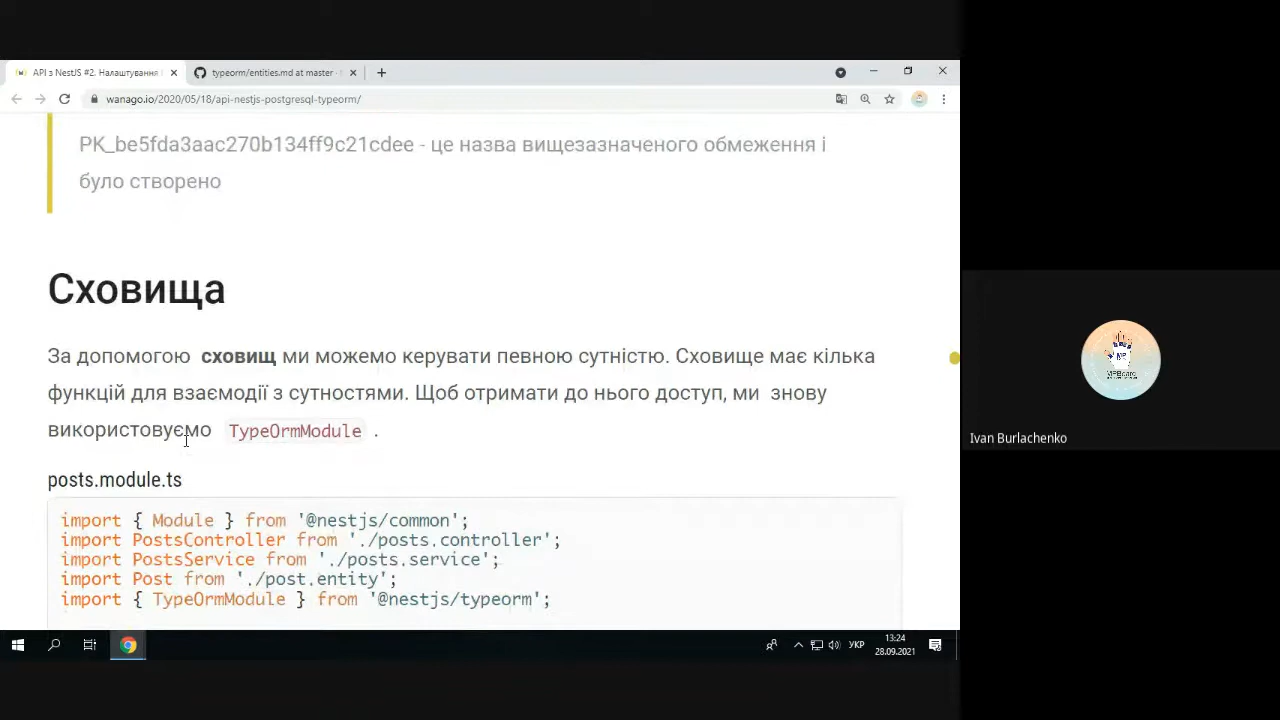 API з NestJS #2. Налаштування
typeorm/entities.md at master ·
wanago.io/2020/05/18/api-nestjs-postgresql-typeorm/
PK_be5fda3aac270b134ff9c21cdee - це назва вищезазначеного обмеження і
було створено
Сховища
За допомогою сховищ ми можемо керувати певною сутністю. Сховище має кілька
функцій для взаємодії з сутностями. Щоб отримати до нього доступ, ми знову
використовуємо TypeOrmModule .
posts.module.ts
import { Module } from '@nestjs/common';
import PostsController from './posts.controller';
import PostsService from './posts.service';
import Post from './post.entity';
import { TypeOrmModule } from '@nestjs/typeorm';
УКР
13:24
28.09.2021
Ivan Burlachenko